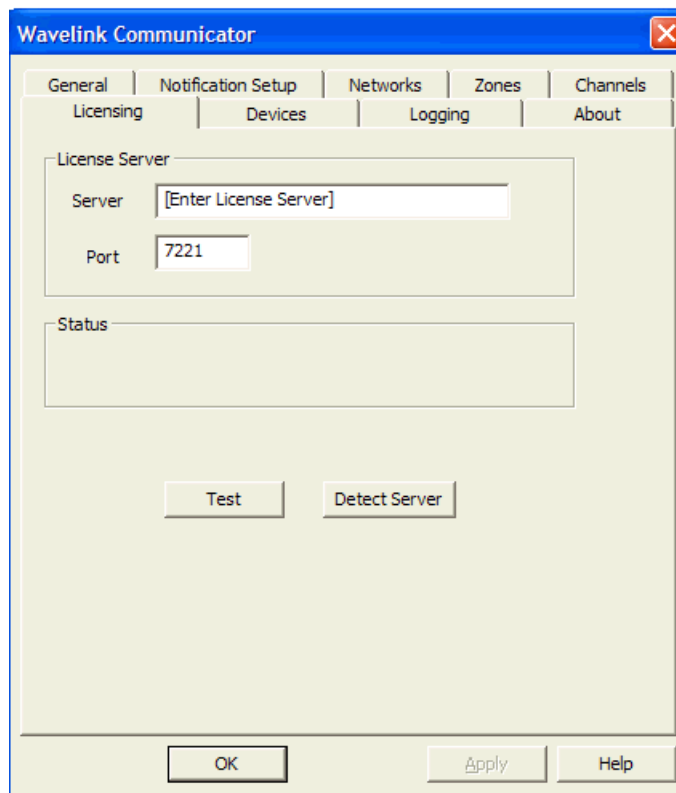 Wavelink Communicator
General Notification Setup Networks Zones Channels
Licensing Devices Logging About
License Server
Server [Enter License Server]
Port 7221
Status
Test Detect Server
OK Apply Help